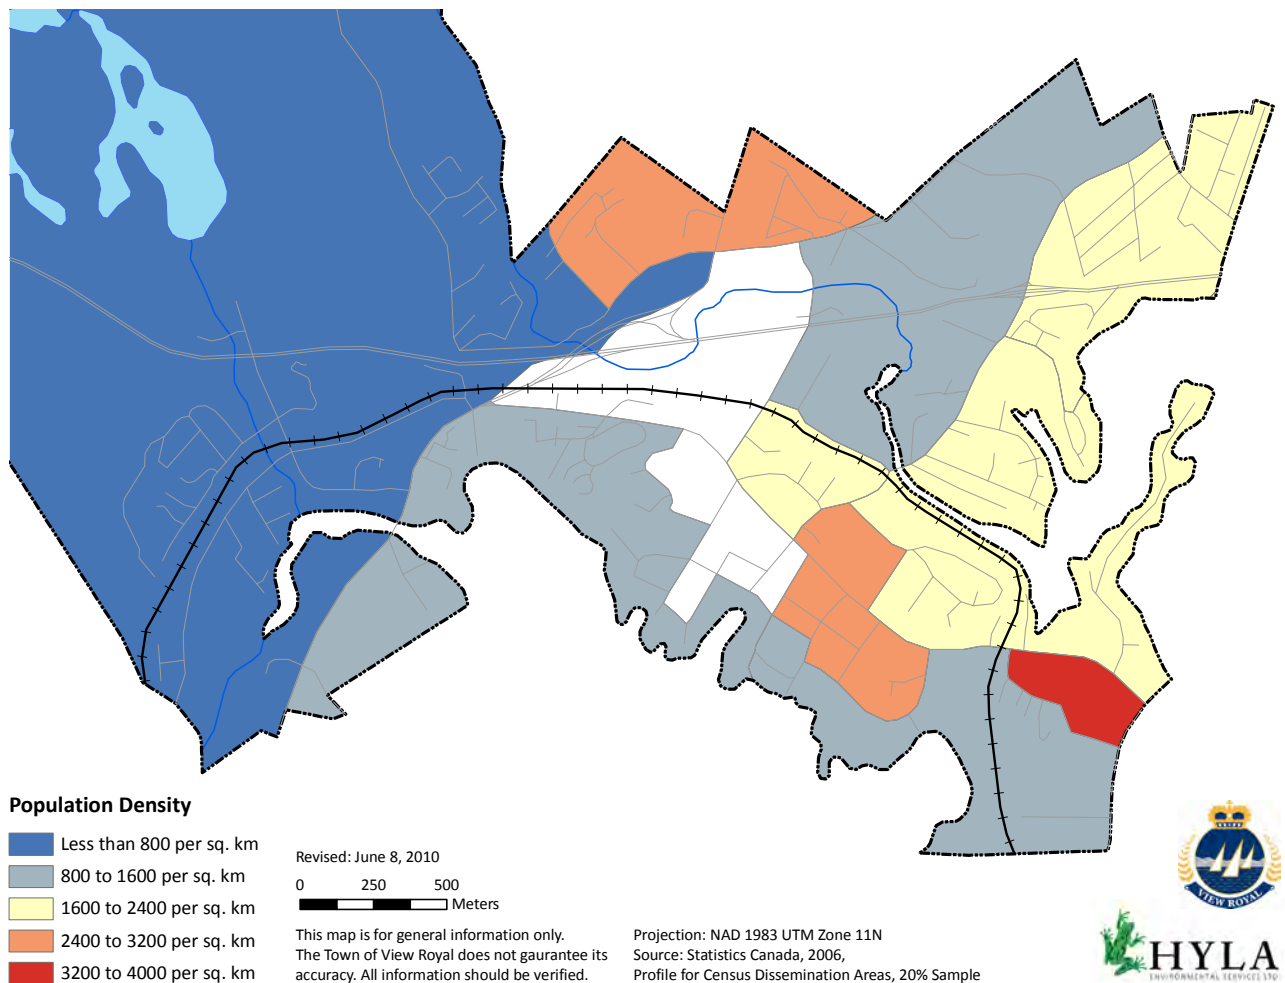 Population Density
Less than 800 per sq. km
800 to 1600 per sq. km
1600 to 2400 per sq. km
2400 to 3200 per sq. km
3200 to 4000 per sq. km
Revised: June 8, 2010
0 250 500
Meters
This map is for general information only.
The Town of View Royal does not gaurantee its
accuracy. All information should be verified.
Projection: NAD 1983 UTM Zone 11N
Source: Statistics Canada, 2006,
Profile for Census Dissemination Areas, 20% Sample
VIEW ROYAL
HYLA
ENVIRONMENTAL SERVICES LTD